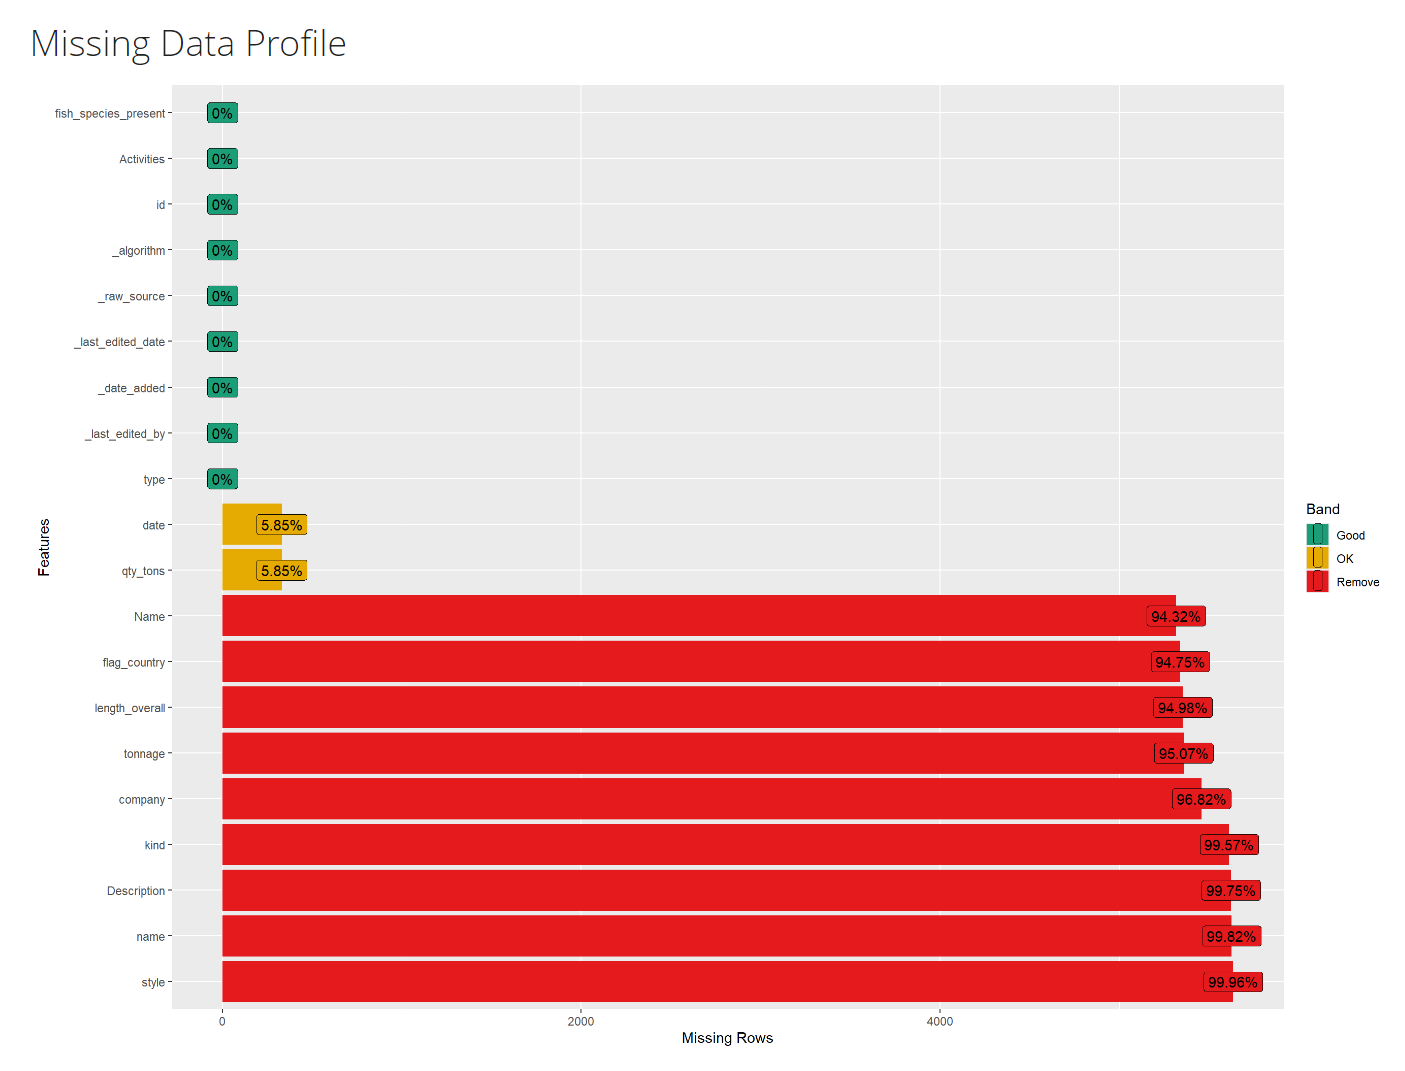 Missing Data Profile
fish_species_present 0%
Activities 0%
id 0%
_algorithm 0%
_raw_source 0%
_last_edited_date 0%
_date_added 0%
_last_edited_by 0%
type 0%
date 5.85%
qty_tons 5.85%
Name 94.32%
flag_country 94.75%
length_overall 94.98%
tonnage 95.07%
company 96.82%
kind 99.57%
Description 99.75%
name 99.82%
style 99.96%
Features
0 2000 4000
Missing Rows
Band
Good
OK
Remove